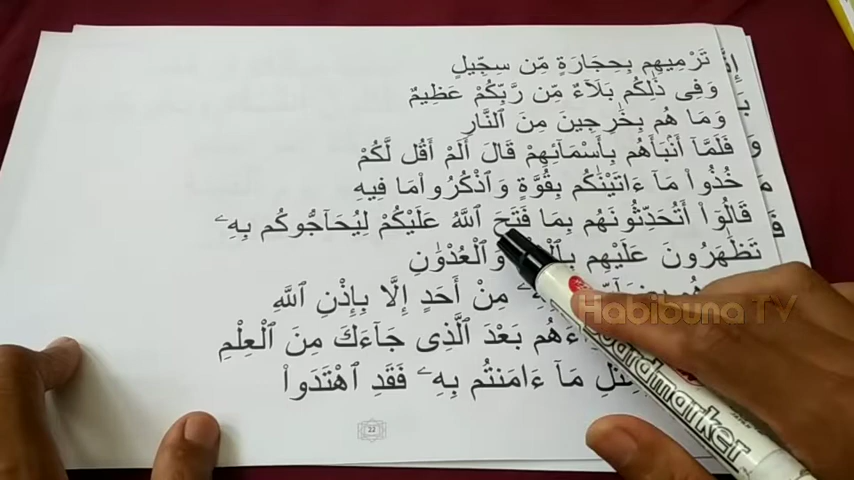 تَرْمِيهِم بِحِجَارَةٍ مِّن سِجِّيلٍ
وَفِى ذَٰلِكُم بَلَآءٌ مِّن رَّبِّكُمْ عَظِيمٌ
وَمَا هُم بِخَٰرِجِينَ مِنَ ٱلنَّارِ
فَلَمَّآ أَنۢبَأَهُم بِأَسْمَآئِهِمْ قَالَ أَلَمْ أَقُل لَّكُمْ
خُذُوا۟ مَآ ءَاتَيْنَٰكُم بِقُوَّةٍ وَٱذْكُرُوا۟ مَا فِيهِ
قَالُوٓا۟ أَتُحَدِّثُونَهُم بِمَا فَتَحَ ٱللَّهُ عَلَيْكُمْ لِيُحَآجُّوكُم بِهِۦ
تَظَٰهَرُونَ عَلَيْهِم وَٱلْعُدْوَٰنِ
مِنْ أَحَدٍ إِلَّا بِإِذْنِ ٱللَّهِ
بَعْدَ ٱلَّذِى جَآءَكَ مِنَ ٱلْعِلْمِ
مَآ ءَامَنتُم بِهِۦ فَقَدِ ٱهْتَدَوا۟
22
Habibuna TV
boardmarker